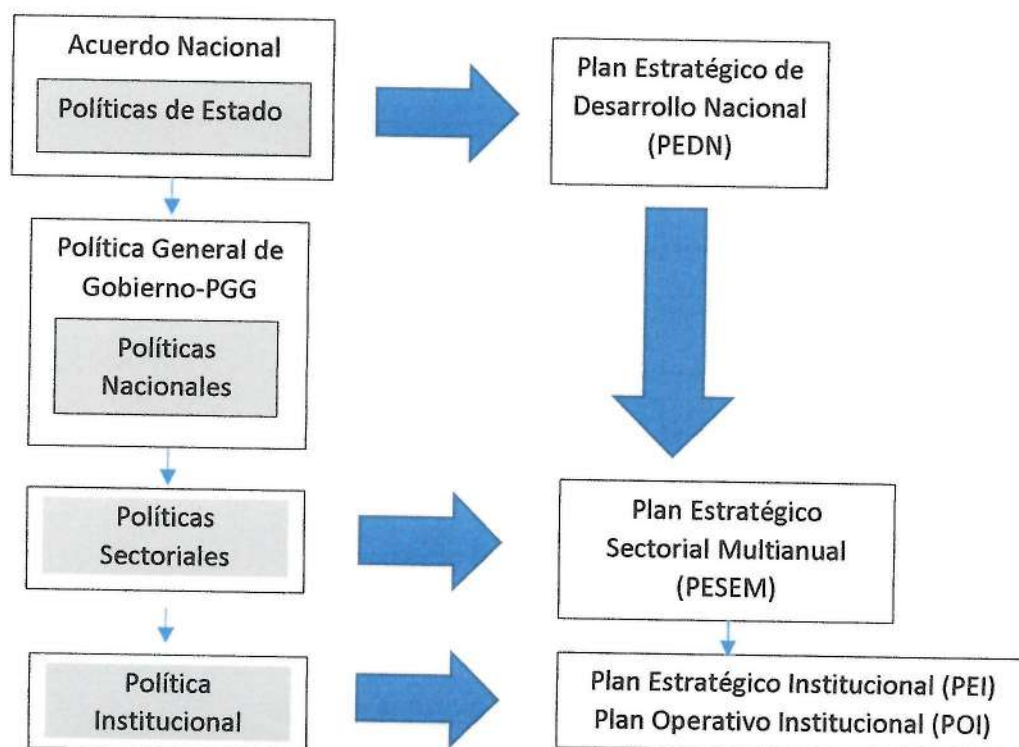 Acuerdo Nacional
Políticas de Estado
Plan Estratégico de
Desarrollo Nacional
(PEDN)
Política General de
Gobierno-PGG
Políticas
Nacionales
Políticas
Sectoriales
Plan Estratégico
Sectorial Multianual
(PESEM)
Política
Institucional
Plan Estratégico Institucional (PEI)
Plan Operativo Institucional (POI)